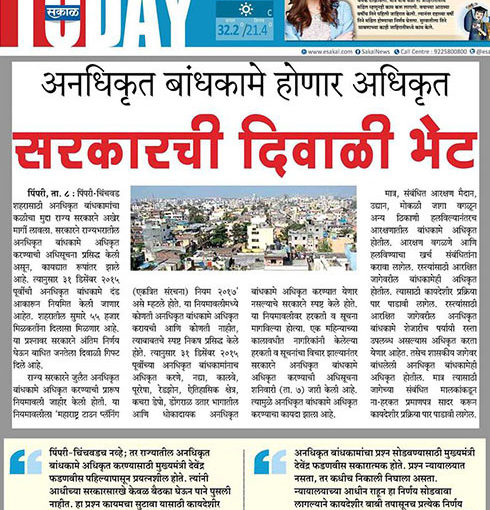 सकाळ
TODAY
32.2
21.4
°C
www.esakal.com SakalNews Call Centre : 9225800800
अनधिकृत बांधकामे होणार अधिकृत
सरकारची दिवाळी भेट
पिंपरी, ता. ८ : पिंपरी-चिंचवड
शहरासाठी अनधिकृत बांधकामांचा
कळीचा मुद्दा राज्य सरकारने अखेर
मार्गी लावला. सरकारने राज्यभरातील
अनधिकृत बांधकामे अधिकृत
करण्याची अधिसूचना प्रसिद्ध केली
असून, कायद्यात रूपांतर झाले
आहे. त्यानुसार ३१ डिसेंबर २०१५
पूर्वीची अनधिकृत बांधकामे दंड
आकारून नियमित केली जाणार
आहेत. शहरातील सुमारे ५५ हजार
मिळकतींना दिलासा मिळणार आहे.
या प्रश्नावर सरकारने अंतिम निर्णय
घेऊन बाधित जनतेला दिवाळी गिफ्ट
दिले आहे.
राज्य सरकारने जुलैत अनधिकृत
बांधकामे अधिकृत करण्याची प्रारूप
नियमावली जाहीर केली होती. या
नियमावलीला 'महाराष्ट्र टाउन प्लॅनिंग
(एकत्रित संरचना) नियम २०१७'
असे म्हटले होते. या नियमावलीमध्ये
कोणती अनधिकृत बांधकामे अधिकृत
करायची आणि कोणती नाहीत,
त्याबाबतचे स्पष्ट निकष प्रसिद्ध केले
होते. त्यानुसार ३१ डिसेंबर २०१५
पूर्वीच्या अनधिकृत बांधकामांनाच
अधिकृत करणे, नद्या, कालवे,
पूररेषा, रेडझोन, ऐतिहासिक क्षेत्र,
कचरा डेपो, डोंगराळ उतार भागातील
आणि धोकादायक अनधिकृत
बांधकामे अधिकृत करण्यात येणार
नसल्याचे सरकारने स्पष्ट केले होते.
या नियमावलीवर हरकती व सूचना
मागविल्या होत्या. एक महिन्याच्या
कालावधीत नागरिकांनी केलेल्या
हरकती व सूचनांचा विचार झाल्यानंतर
सरकारने अनधिकृत बांधकामे
अधिकृत करण्याची अधिसूचना
शनिवारी (ता. ७) जारी केली आहे.
त्यामुळे अनधिकृत बांधकामे अधिकृत
करण्याचा कायदा झाला आहे.
मात्र, संबंधित आरक्षण मैदान,
उद्यान, मोकळी जागा वगळून
अन्य ठिकाणी हलविल्यानंतरच
आरक्षणातील बांधकामे अधिकृत
होतील. आरक्षण वगळणे आणि
हलविण्याचा खर्च संबंधितांना
करावा लागेल. रस्त्यांसाठी आरक्षित
जागेवरील बांधकामेही अधिकृत
होतील. त्यासाठी कायदेशीर प्रक्रिया
पार पाडावी लागेल. रस्त्यांसाठी
आरक्षित जागेवरील अनधिकृत
बांधकामे शेजारीच पर्यायी रस्ता
उपलब्ध असल्यास अधिकृत करता
येणार आहेत. तसेच शासकीय जागेवर
बांधलेली अनधिकृत बांधकामेही
अधिकृत होतील. मात्र त्यासाठी
जागेच्या संबंधित मालकांकडून
ना-हरकत प्रमाणपत्र सादर करून
कायदेशीर प्रक्रिया पार पाडावी लागेल.
पिंपरी-चिंचवडच नव्हे; तर राज्यातील अनधिकृत
बांधकामे अधिकृत करण्यासाठी मुख्यमंत्री देवेंद्र
फडणवीस पहिल्यापासून प्रयत्नशील होते. त्यांनी
आधीच्या सरकारसारखे केवळ बैठका घेऊन पाने पुसली
नाहीत. हा प्रश्न कायमचा सुटावा यासाठी कायदेशीर
अनधिकृत बांधकामांचा प्रश्न सोडवण्यासाठी मुख्यमंत्री
देवेंद्र फडणवीस सकारात्मक होते. प्रश्न न्यायालयात
नसता, तर कधीच निकाली निघाला असता.
न्यायालयाच्या आधीन राहून हा निर्णय सोडवावा
लागल्याने कायदेशीर बाबी तपासूनच प्रत्येक निर्णय